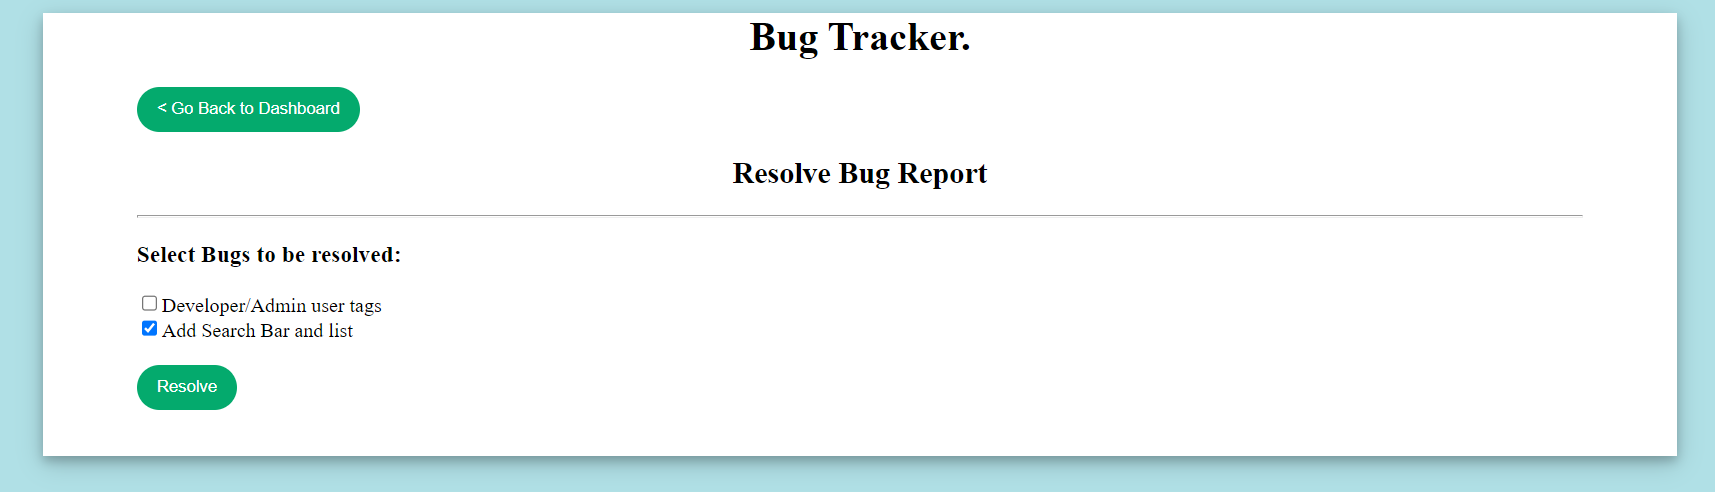 Bug Tracker.
< Go Back to Dashboard
Resolve Bug Report
Select Bugs to be resolved:
Developer/Admin user tags
Add Search Bar and list
Resolve